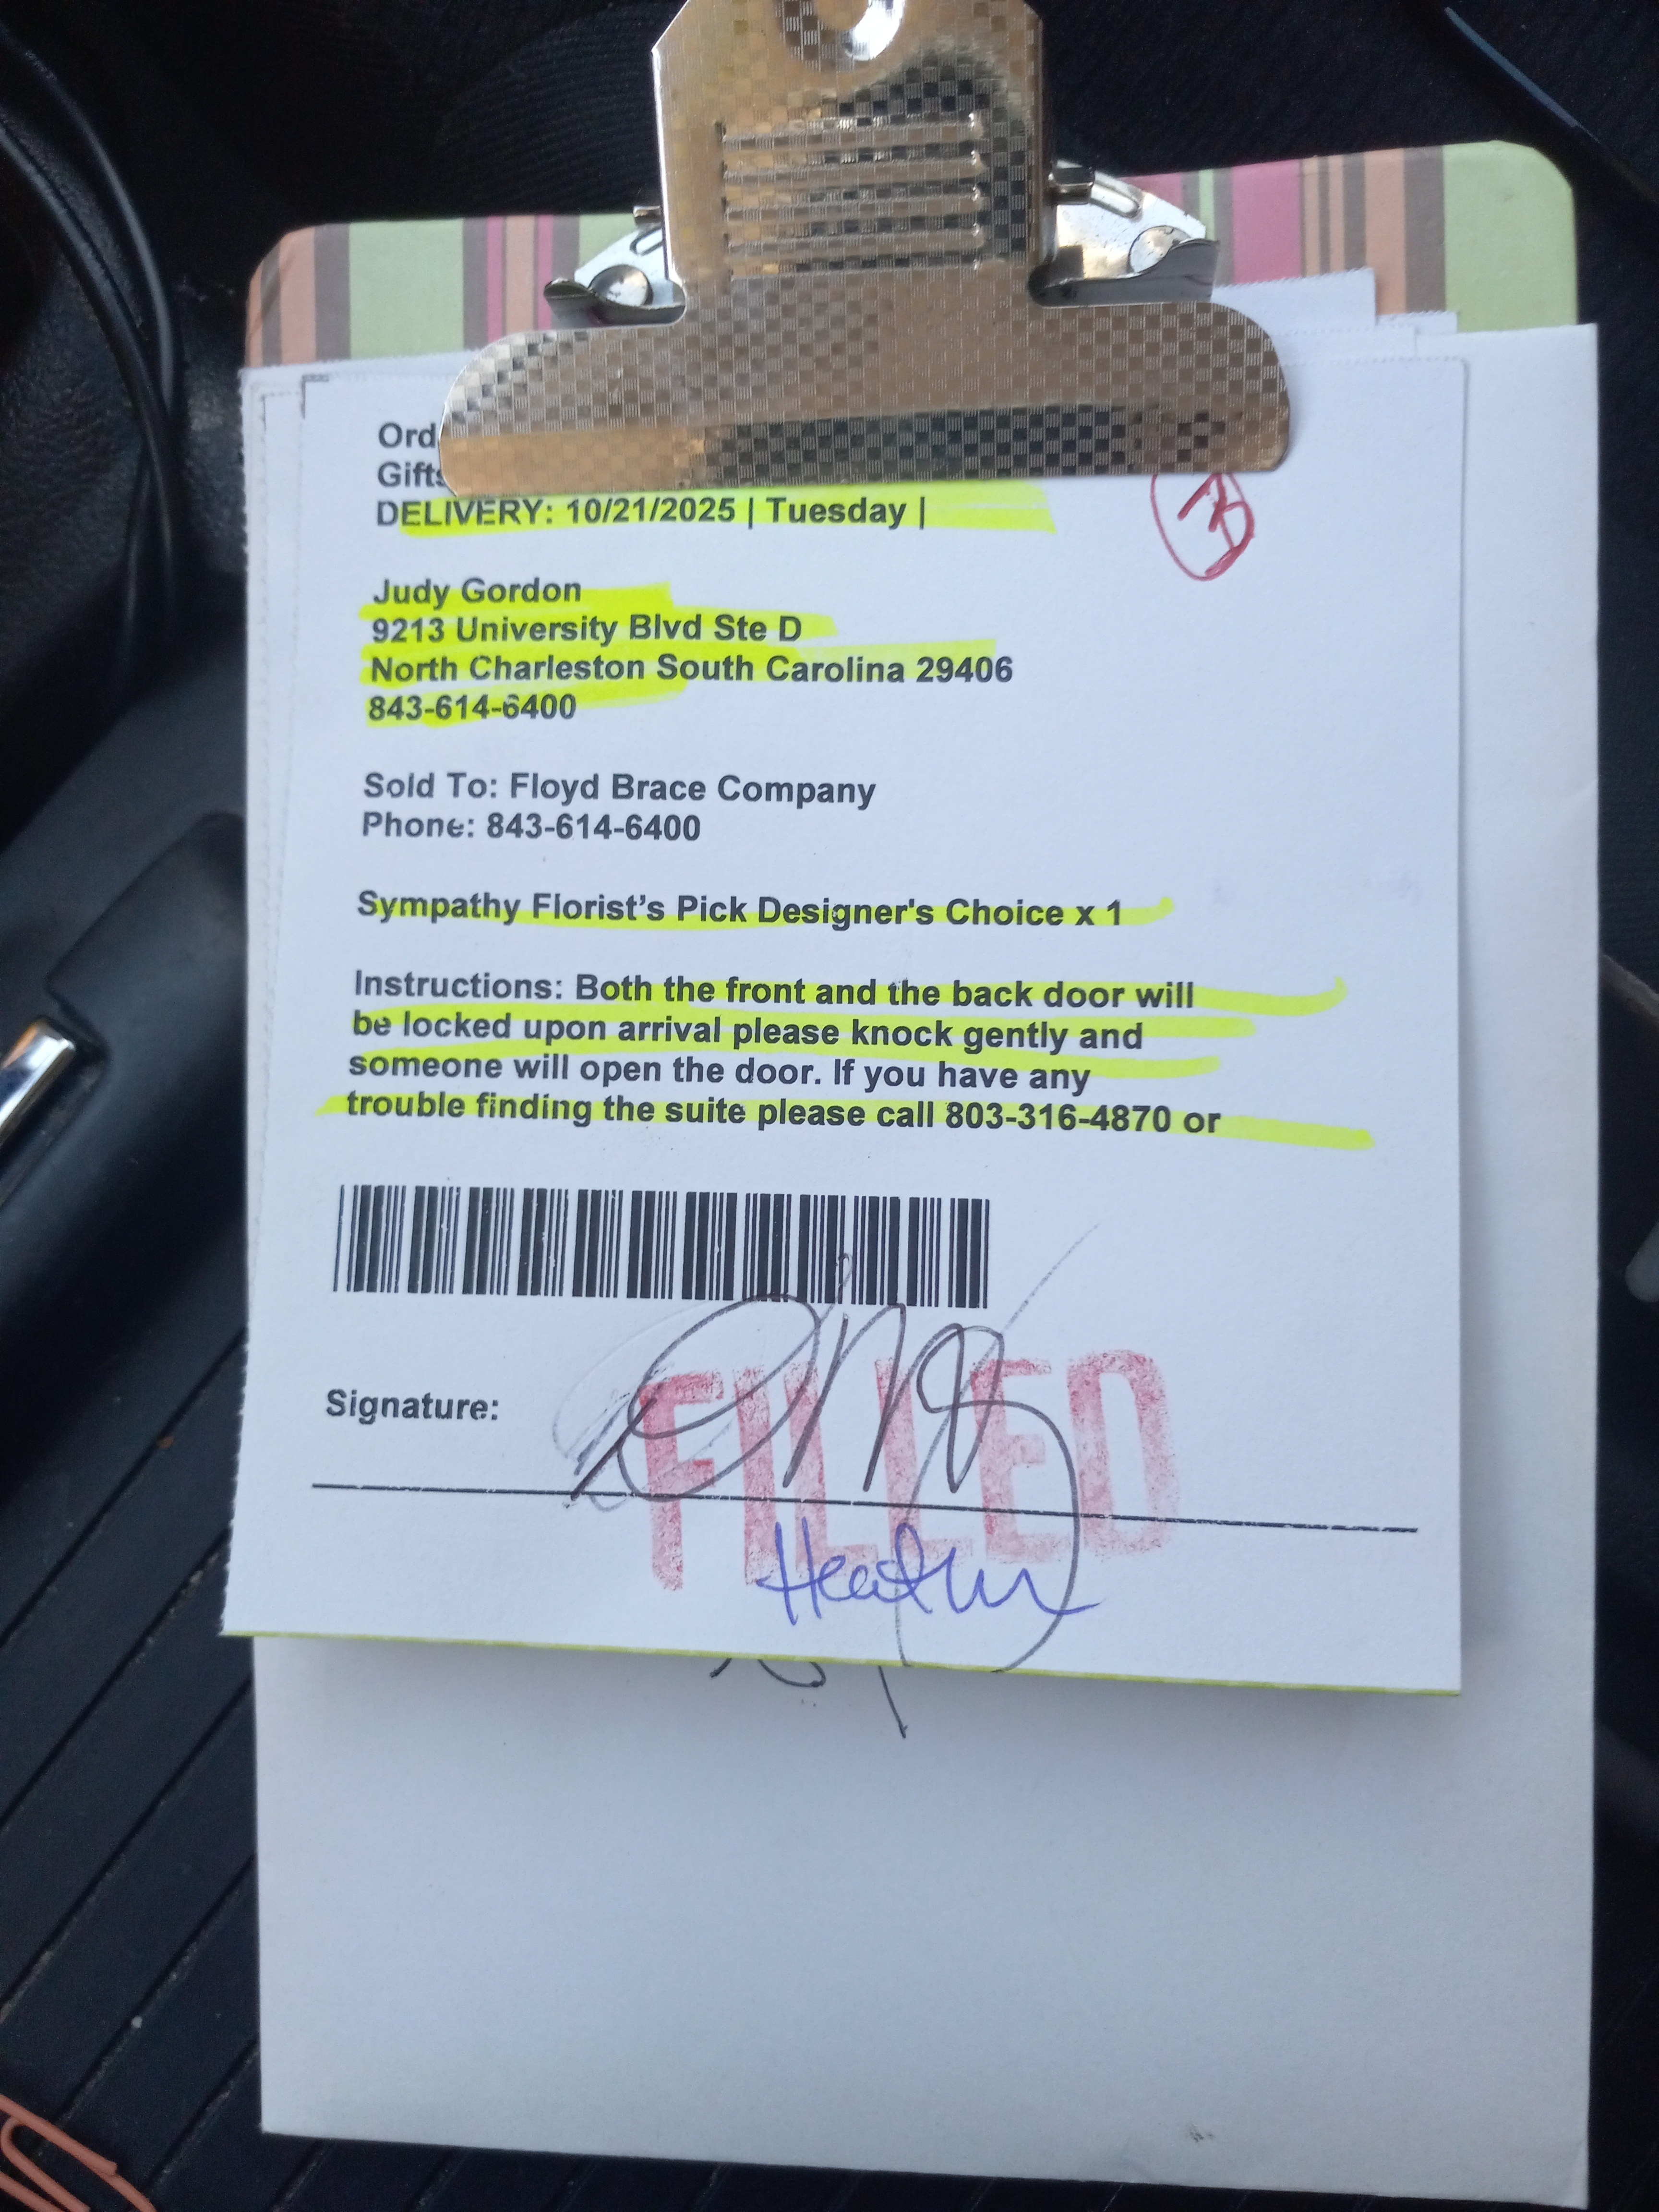 Ord
Gifts
DELIVERY: 10/21/2025 | Tuesday |
Judy Gordon
9213 University Blvd Ste D
North Charleston South Carolina 29406
843-614-6400
Sold To: Floyd Brace Company
Phone: 843-614-6400
Sympathy Florist's Pick Designer's Choice x 1
Instructions: Both the front and the back door will
be locked upon arrival please knock gently and
someone will open the door. If you have any
trouble finding the suite please call 803-316-4870 or
Signature:
FILLED
Heather